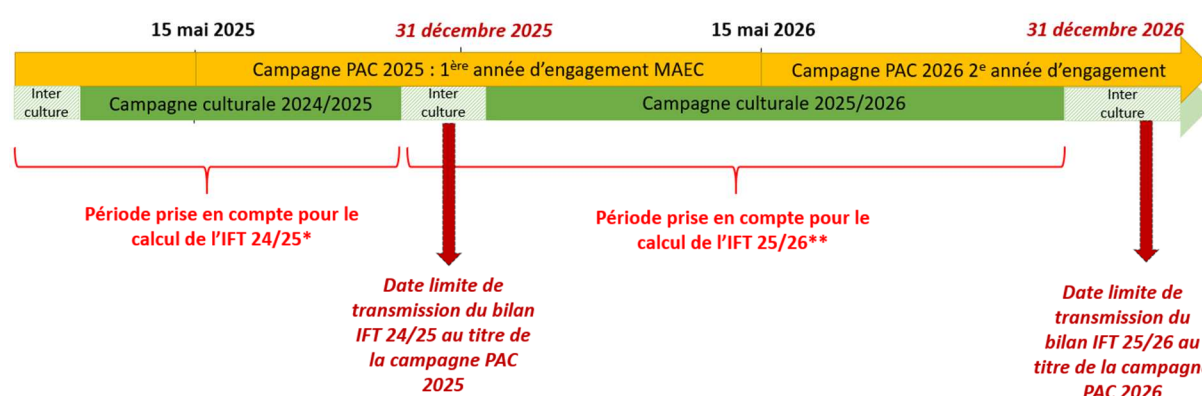 15 mai 2025
31 décembre 2025
15 mai 2026
31 décembre 2026
Campagne PAC 2025 : 1ère année d'engagement MAEC
Campagne PAC 2026 2e année d'engagement
Inter
culture
Campagne culturale 2024/2025
Inter
culture
Campagne culturale 2025/2026
Inter
culture
Période prise en compte pour le
calcul de l'IFT 24/25*
Période prise en compte pour le
calcul de l'IFT 25/26**
Date limite de
transmission du bilan
IFT 24/25 au titre de
la campagne PAC
2025
Date limite de
transmission du
bilan IFT 25/26 au
titre de la campagne
PAC 2026